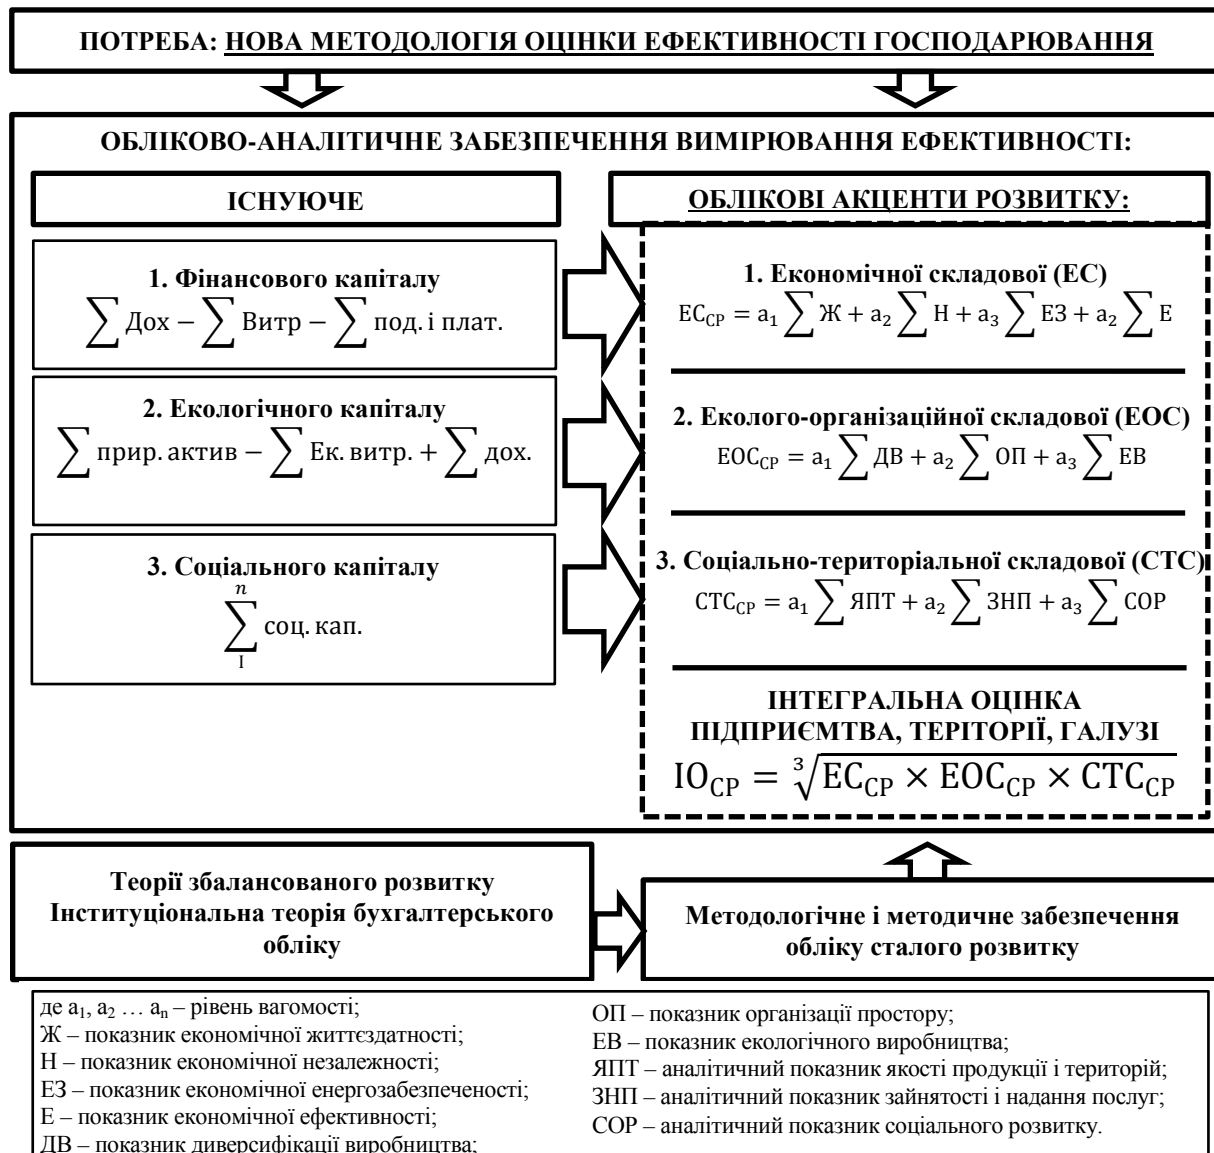 ПОТРЕБА: НОВА МЕТОДОЛОГІЯ ОЦІНКИ ЕФЕКТИВНОСТІ ГОСПОДАРЮВАННЯ
ОБЛІКОВО-АНАЛІТИЧНЕ ЗАБЕЗПЕЧЕННЯ ВИМІРЮВАННЯ ЕФЕКТИВНОСТІ:
ІСНУЮЧЕ
1. Фінансового капіталу
∑ Дох − ∑ Витр − ∑ под. і плат.
2. Екологічного капіталу
∑ прир. актив − ∑ Ек. витр. + ∑ дох.
3. Соціального капіталу
n
∑ соц. кап.
І
ОБЛІКОВІ АКЦЕНТИ РОЗВИТКУ:
1. Економічної складової (ЕС)
ЕС_СР = a₁ ∑ Ж + a₂ ∑ Н + a₃ ∑ ЕЗ + a₂ ∑ Е
2. Еколого-організаційної складової (ЕОС)
ЕОС_СР = a₁ ∑ ДВ + a₂ ∑ ОП + a₃ ∑ ЕВ
3. Соціально-територіальної складової (СТС)
СТС_СР = a₁ ∑ ЯПТ + a₂ ∑ ЗНП + a₃ ∑ СОР
ІНТЕГРАЛЬНА ОЦІНКА
ПІДПРИЄМТВА, ТЕРІТОРІЇ, ГАЛУЗІ
ІО_СР = ∛(ЕС_СР × ЕОС_СР × СТС_СР)
Теорії збалансованого розвитку
Інституціональна теорія бухгалтерського
обліку
Методологічне і методичне забезпечення
обліку сталого розвитку
де a₁, a₂ … aₙ – рівень вагомості;
Ж – показник економічної життєздатності;
Н – показник економічної незалежності;
ЕЗ – показник економічної енергозабезпеченості;
Е – показник економічної ефективності;
ДВ – показник диверсифікації виробництва;
ОП – показник організації простору;
ЕВ – показник екологічного виробництва;
ЯПТ – аналітичний показник якості продукції і територій;
ЗНП – аналітичний показник зайнятості і надання послуг;
СОР – аналітичний показник соціального розвитку.